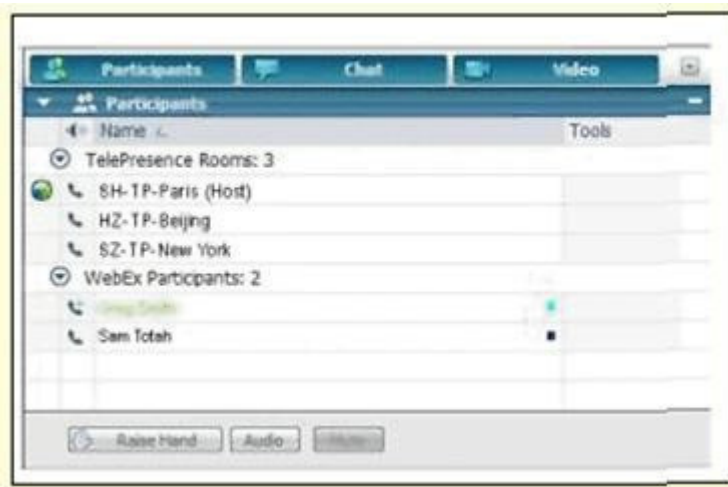 Participants Chat Video
Participants
Name Tools
TelePresence Rooms: 3
SH-TP-Paris (Host)
HZ-TP-Beijing
SZ-TP-New York
WebEx Participants: 2
Sam Totah
Raise Hand Audio